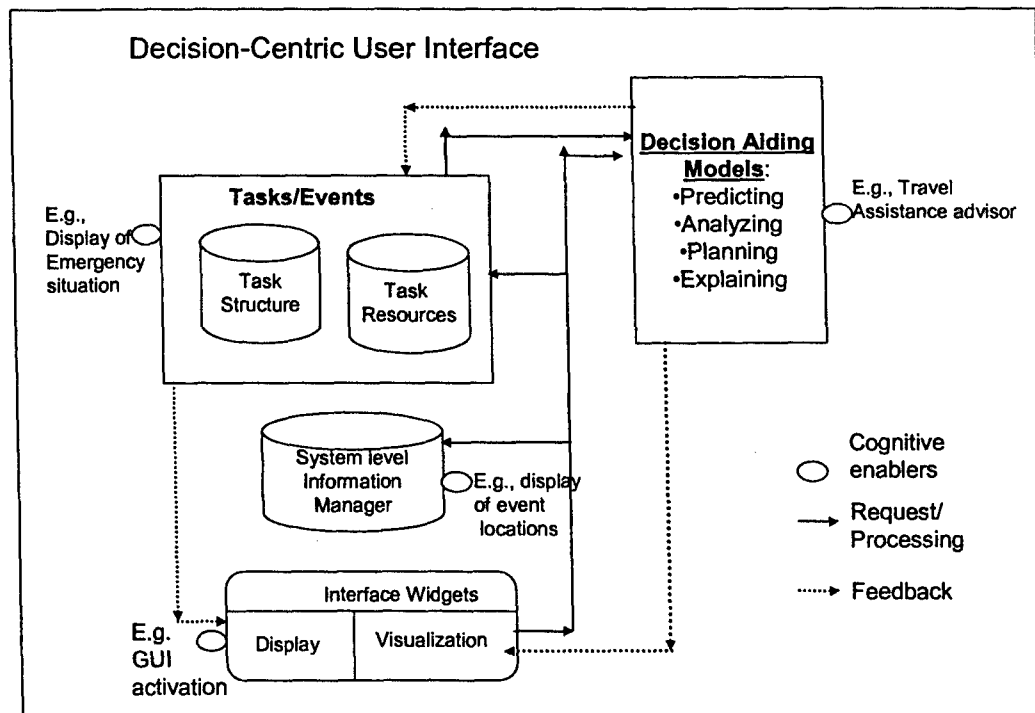 Decision-Centric User Interface
Decision Aiding
Models:
•Predicting
•Analyzing
•Planning
•Explaining
E.g., Travel
Assistance advisor
Tasks/Events
E.g.,
Display of
Emergency
situation
Task
Structure
Task
Resources
System level
Information
Manager
E.g., display
of event
locations
Cognitive
enablers
Request/
Processing
Feedback
Interface Widgets
Display
Visualization
E.g.
GUI
activation